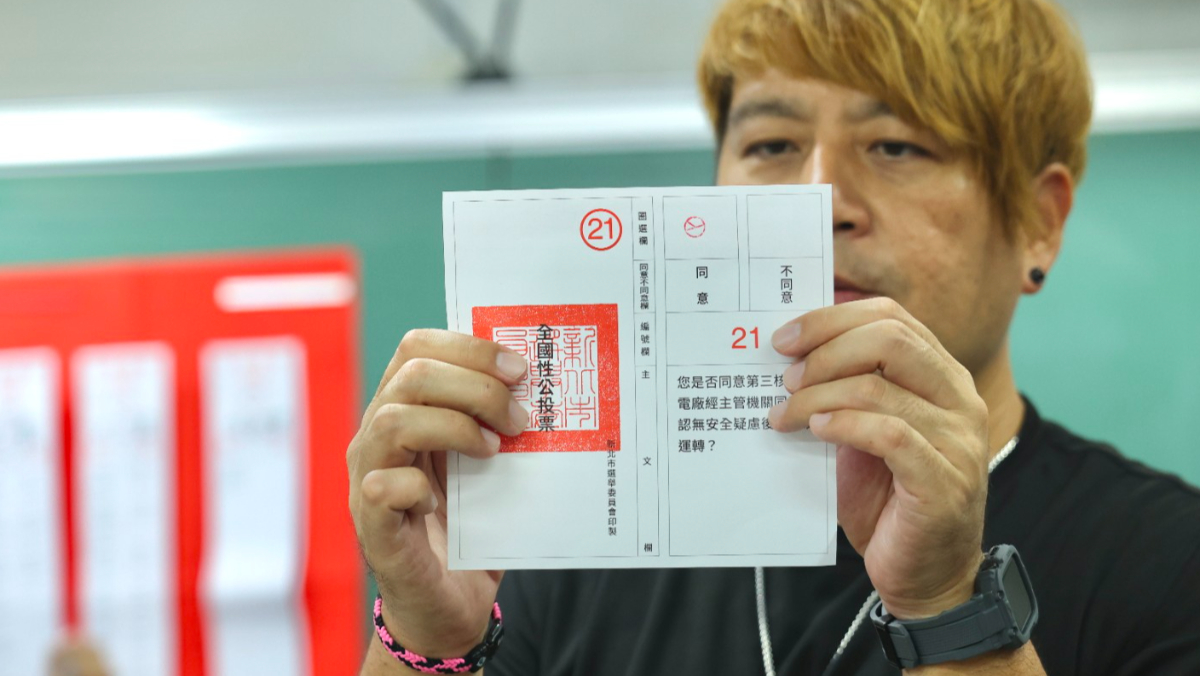 21
新北市
全國性公投票
新北市選舉委員會印製
圈選欄
同意不同意欄
編號欄
主文欄
同意
不同意
21
您是否同意第三核
電廠經主管機關同
認無安全疑慮後
運轉？